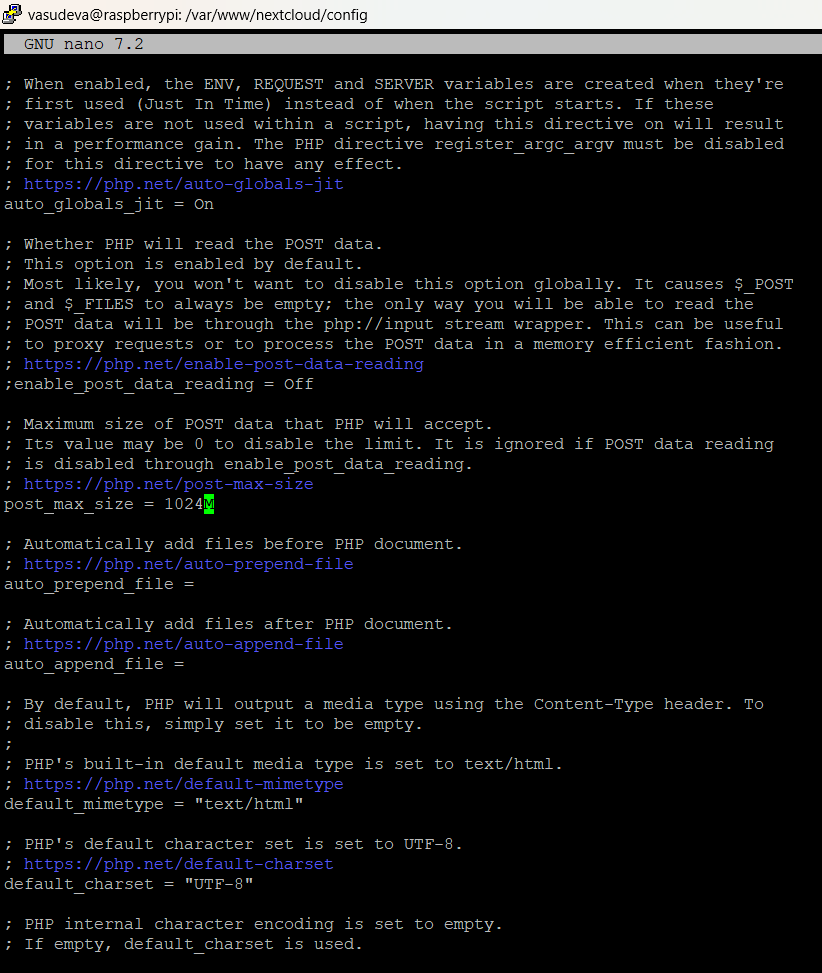 vasudeva@raspberrypi: /var/www/nextcloud/config
GNU nano 7.2
; When enabled, the ENV, REQUEST and SERVER variables are created when they're
; first used (Just In Time) instead of when the script starts. If these
; variables are not used within a script, having this directive on will result
; in a performance gain. The PHP directive register_argc_argv must be disabled
; for this directive to have any effect.
; https://php.net/auto-globals-jit
auto_globals_jit = On
; Whether PHP will read the POST data.
; This option is enabled by default.
; Most likely, you won't want to disable this option globally. It causes $_POST
; and $_FILES to always be empty; the only way you will be able to read the
; POST data will be through the php://input stream wrapper. This can be useful
; to proxy requests or to process the POST data in a memory efficient fashion.
; https://php.net/enable-post-data-reading
;enable_post_data_reading = Off
; Maximum size of POST data that PHP will accept.
; Its value may be 0 to disable the limit. It is ignored if POST data reading
; is disabled through enable_post_data_reading.
; https://php.net/post-max-size
post_max_size = 1024M
; Automatically add files before PHP document.
; https://php.net/auto-prepend-file
auto_prepend_file =
; Automatically add files after PHP document.
; https://php.net/auto-append-file
auto_append_file =
; By default, PHP will output a media type using the Content-Type header. To
; disable this, simply set it to be empty.
;
; PHP's built-in default media type is set to text/html.
; https://php.net/default-mimetype
default_mimetype = "text/html"
; PHP's default character set is set to UTF-8.
; https://php.net/default-charset
default_charset = "UTF-8"
; PHP internal character encoding is set to empty.
; If empty, default_charset is used.